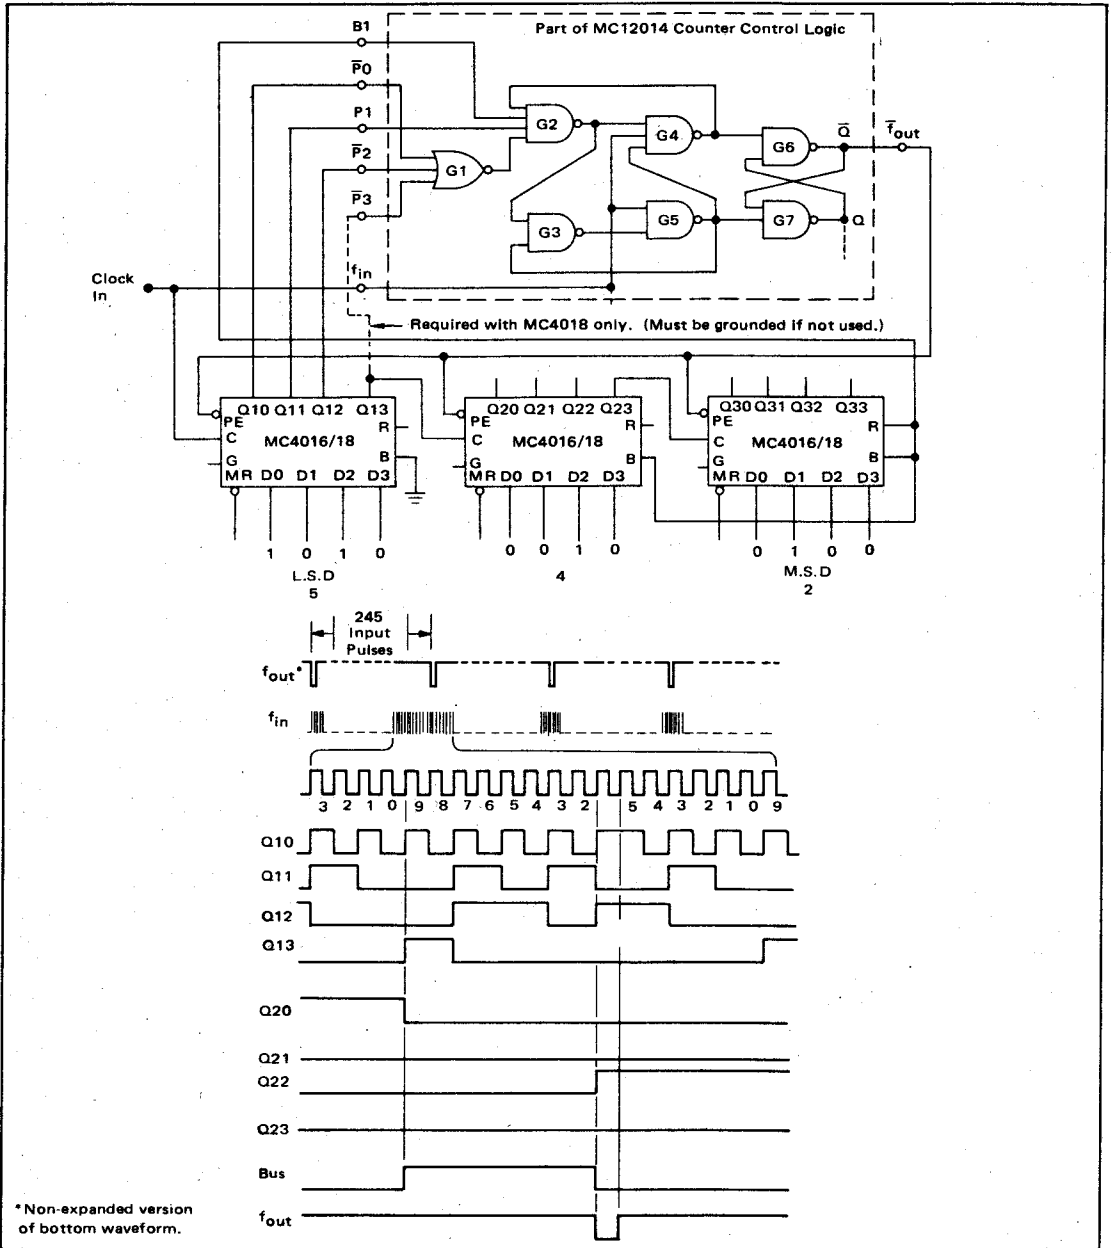 Part of MC12014 Counter Control Logic
B1
P̅0
P1
P̅2
P̅3
fin
Clock
In
G1
G2
G3
G4
G5
G6
G7
Q̅
f̅out
Q
Required with MC4018 only. (Must be grounded if not used.)
Q10 Q11 Q12 Q13
PE
R
C
MC4016/18
B
G
MR D0 D1 D2 D3
1 0 1 0
L.S.D
5
Q20 Q21 Q22 Q23
PE
R
C
MC4016/18
B
G
MR D0 D1 D2 D3
0 0 1 0
4
Q30 Q31 Q32 Q33
PE
R
C
MC4016/18
B
G
MR D0 D1 D2 D3
0 1 0 0
M.S.D
2
245
Input
Pulses
fout*
fin
3 2 1 0 9 8 7 6 5 4 3 2 5 4 3 2 1 0 9
Q10
Q11
Q12
Q13
Q20
Q21
Q22
Q23
Bus
fout
*Non-expanded version
of bottom waveform.